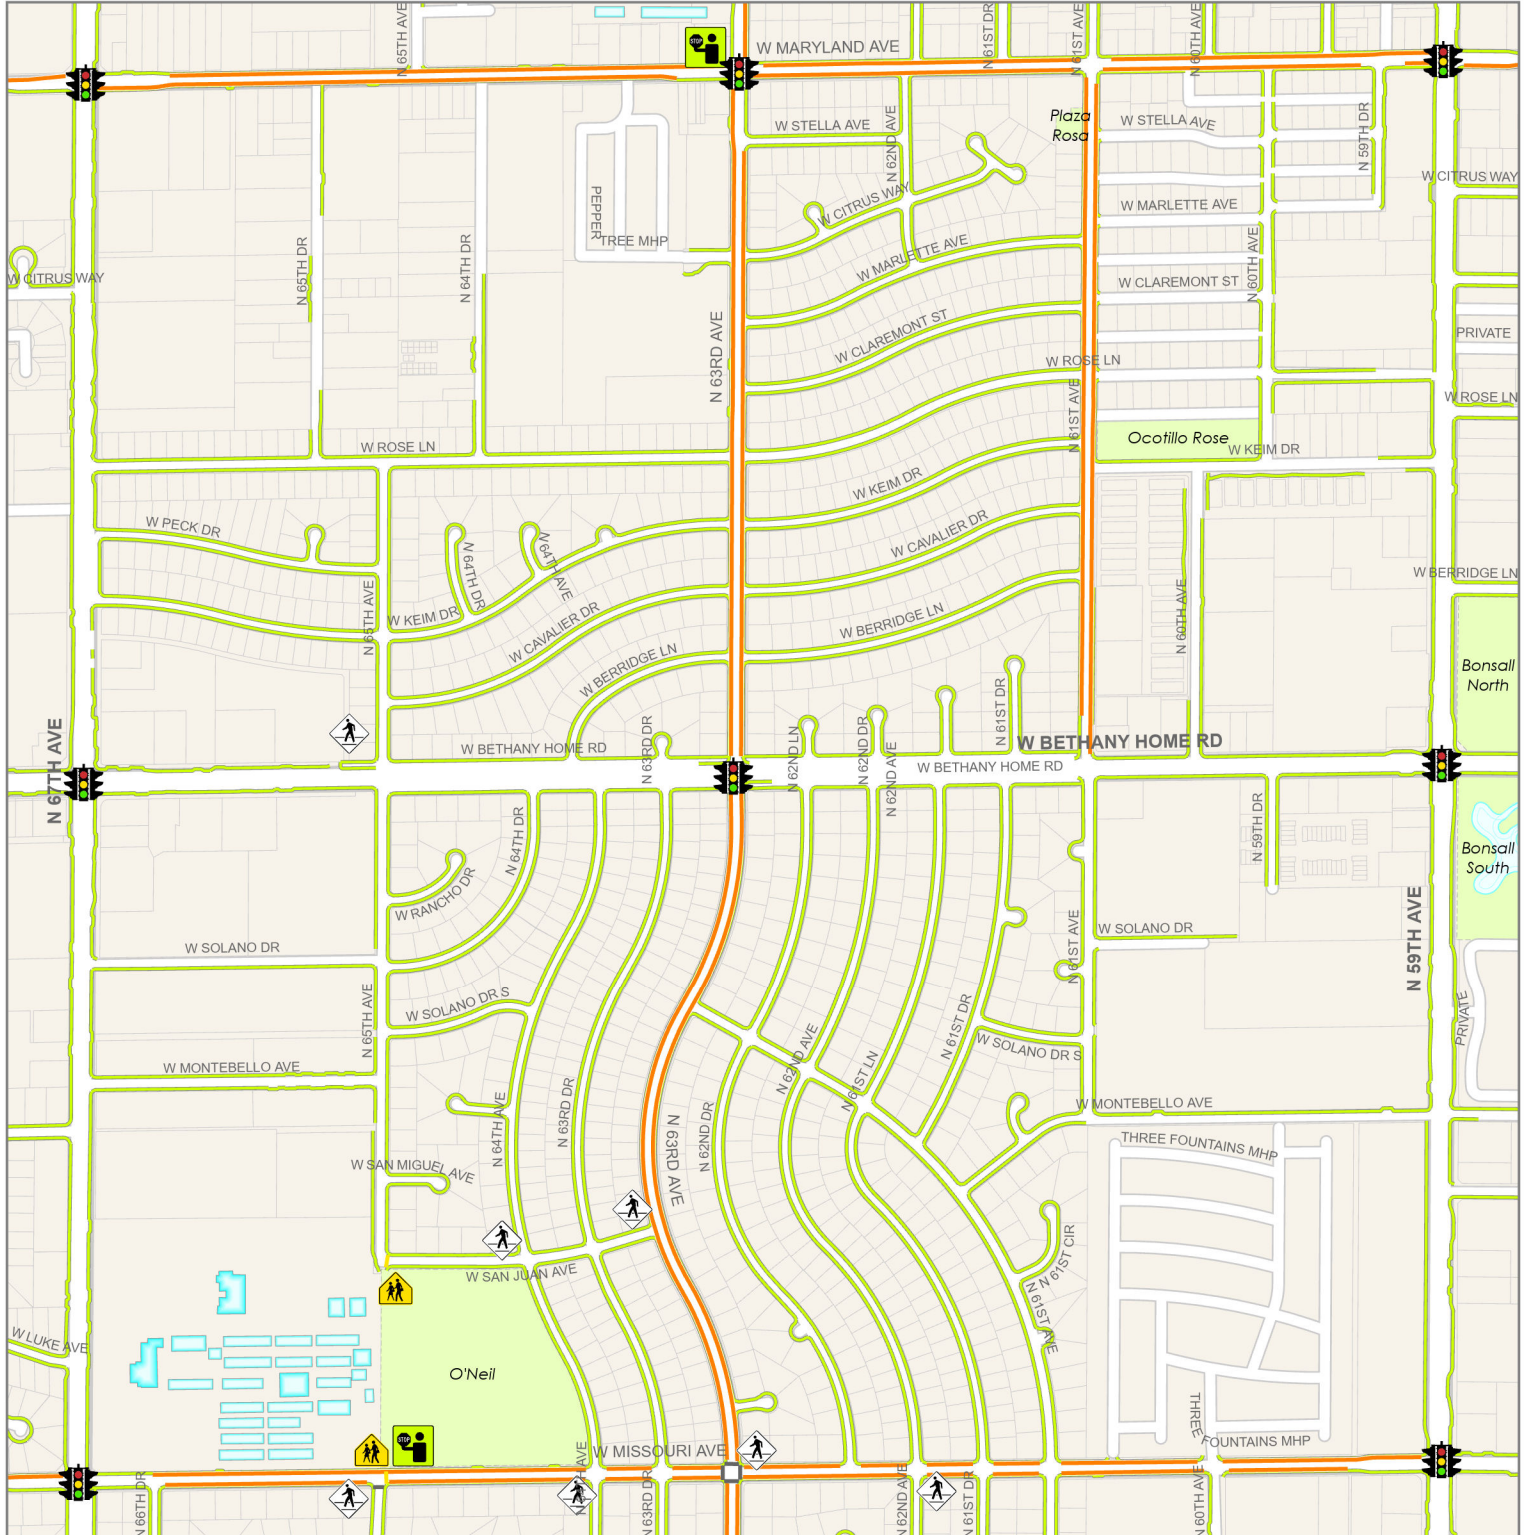 N 65TH AVE
STOP
W MARYLAND AVE
N 61ST DR
N 61ST AVE
N 60TH AVE
W STELLA AVE
N 62ND AVE
Plaza
Rosa
W STELLA AVE
N 59TH DR
W CITRUS WAY
PEPPER
TREE MHP
W CITRUS WAY
W MARLETTE AVE
W MARLETTE AVE
N 65TH DR
N 64TH DR
N 60TH AVE
W CITRUS WAY
W CLAREMONT ST
W CLAREMONT ST
PRIVATE
N 63RD AVE
W ROSE LN
N 61ST AVE
W ROSE LN
W ROSE LN
Ocotillo Rose
W KEIM DR
W KEIM DR
W PECK DR
N 64TH DR
N 64TH AVE
W CAVALIER DR
W BERRIDGE LN
N 65TH AVE
W KEIM DR
W CAVALIER DR
W BERRIDGE LN
W BERRIDGE LN
N 60TH AVE
Bonsall
North
N 61ST DR
N 67TH AVE
W BETHANY HOME RD
N 63RD DR
N 62ND LN
N 62ND DR
N 62ND AVE
W BETHANY HOME RD
W BETHANY HOME RD
N 64TH DR
N 59TH DR
Bonsall
South
W RANCHO DR
N 59TH AVE
W SOLANO DR
N 61ST AVE
W SOLANO DR
N 65TH AVE
W SOLANO DR S
N 61ST DR
PRIVATE
W SOLANO DR S
W MONTEBELLO AVE
N 62ND AVE
N 61ST LN
N 64TH AVE
N 63RD DR
N 63RD AVE
N 62ND DR
W MONTEBELLO AVE
THREE FOUNTAINS MHP
W SAN MIGUEL AVE
W SAN JUAN AVE
N 61ST CIR
N 61ST AVE
W LUKE AVE
O'Neil
STOP
W MISSOURI AVE
THREE
FOUNTAINS MHP
N 66TH DR
N 63RD DR
N 62ND AVE
N 61ST DR
N 60TH AVE